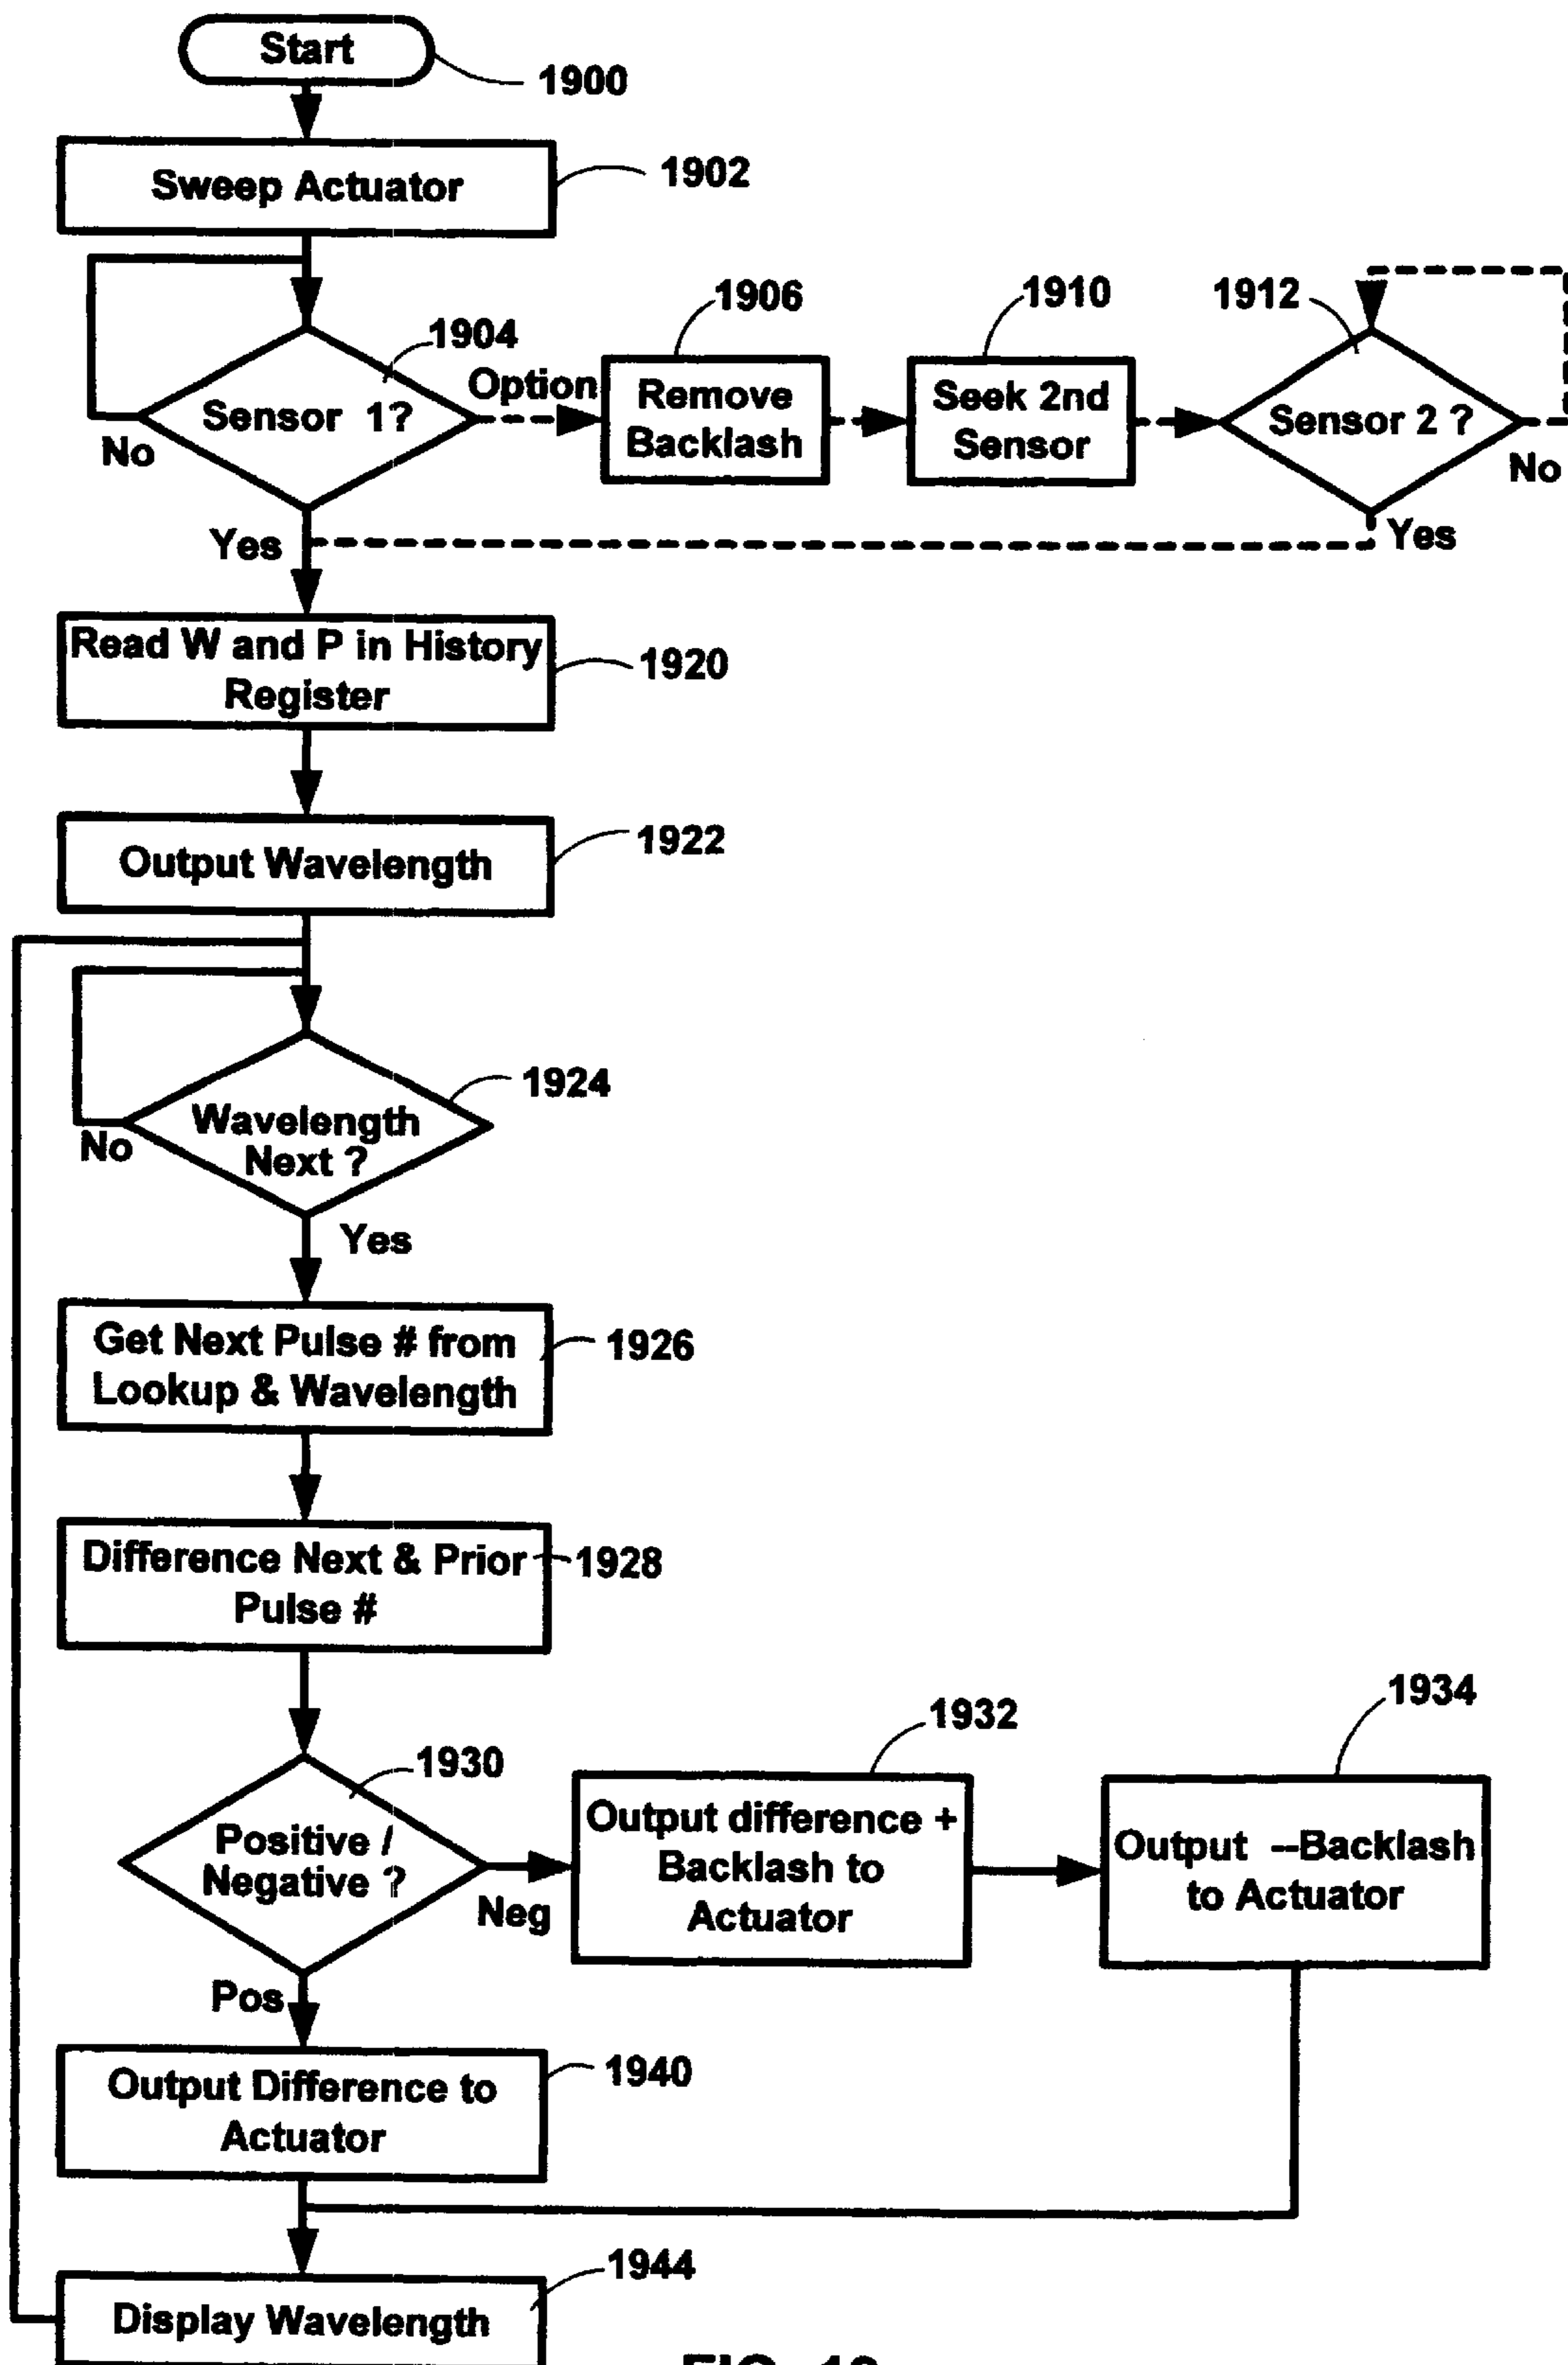 Start
1900
Sweep Actuator
1902
1904
Sensor 1?
No
Yes
Option
1906
Remove
Backlash
1910
Seek 2nd
Sensor
1912
Sensor 2 ?
No
Yes
Read W and P in History
Register
1920
Output Wavelength
1922
1924
Wavelength
Next ?
No
Yes
Get Next Pulse # from
Lookup & Wavelength
1926
Difference Next & Prior
Pulse #
1928
1930
Positive /
Negative ?
Neg
Pos
1932
Output difference +
Backlash to
Actuator
1934
Output --Backlash
to Actuator
Output Difference to
Actuator
1940
1944
Display Wavelength